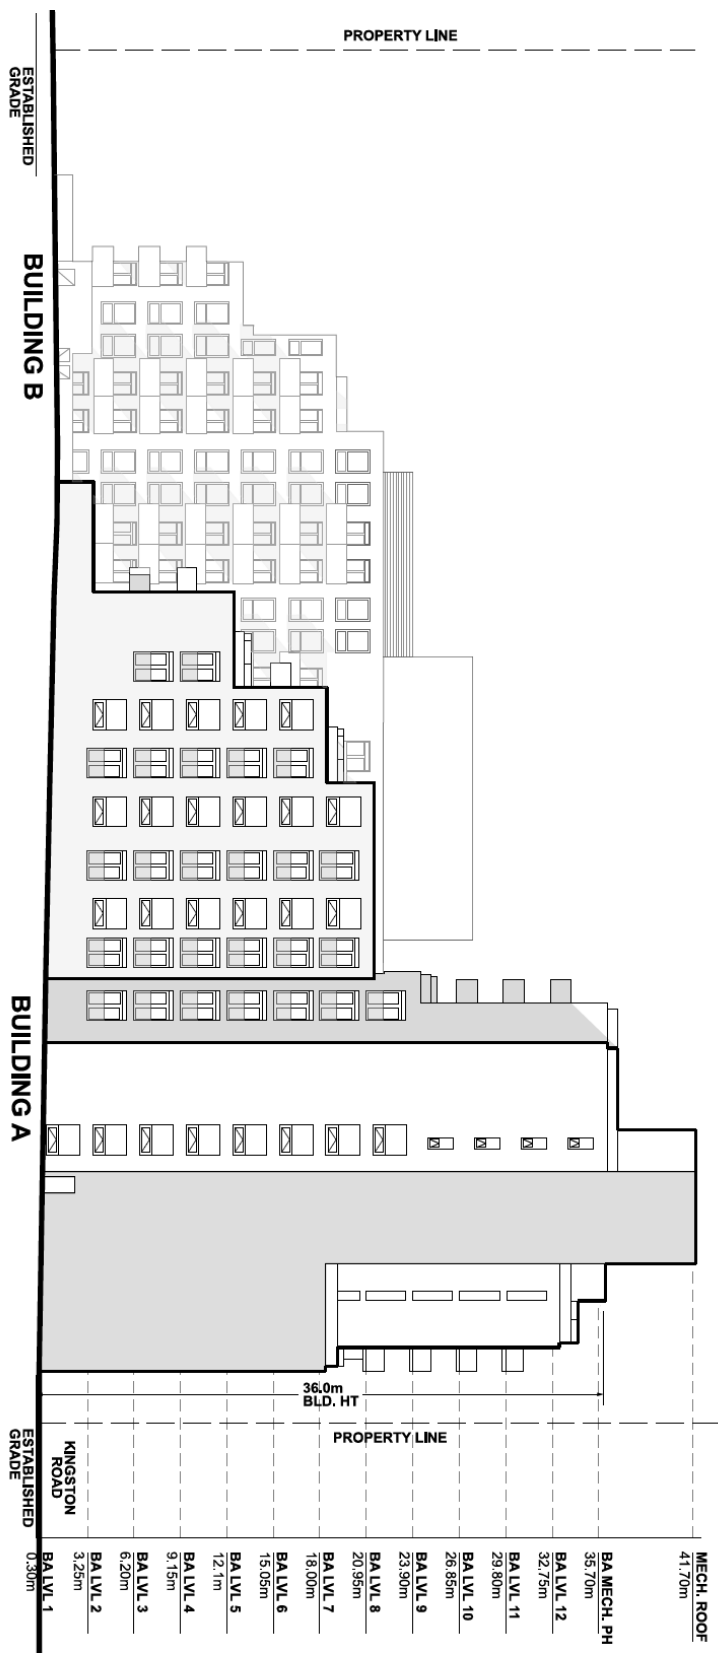 PROPERTY LINE
ESTABLISHED
GRADE
BUILDING B
BUILDING A
36.0m
BLD. HT
PROPERTY LINE
KINGSTON
ROAD
ESTABLISHED
GRADE
MECH. ROOF
41.70m
BA MECH. PH
35.70m
BA LVL 12
32.75m
BA LVL 11
29.80m
BA LVL 10
26.85m
BA LVL 9
23.90m
BA LVL 8
20.95m
BA LVL 7
18.00m
BA LVL 6
15.05m
BA LVL 5
12.1m
BA LVL 4
9.15m
BA LVL 3
6.20m
BA LVL 2
3.25m
BA LVL 1
0.30m